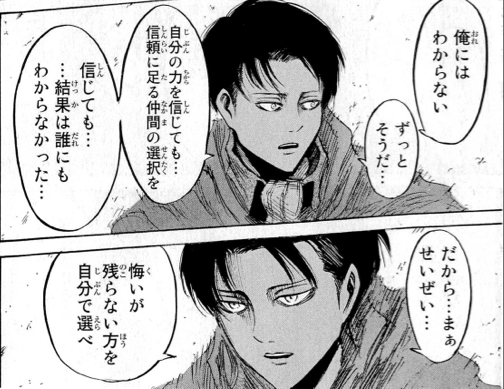 俺には
わからない
ずっと
そうだ…
自分の力を信じても…
信頼に足る仲間の選択を
信じても…
…結果は誰にも
わからなかった…
だから…まぁ
せいぜい…
悔いが
残らない方を
自分で選べ